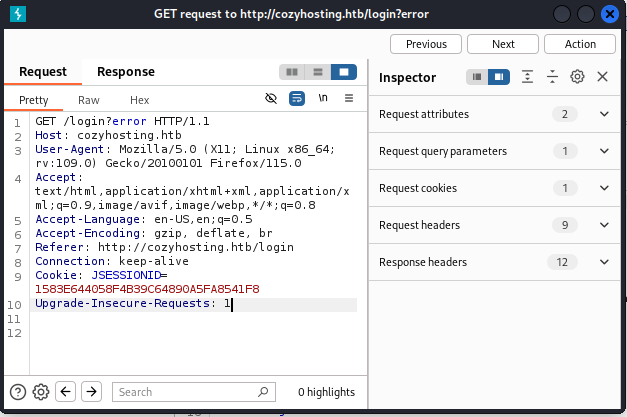 GET request to http://cozyhosting.htb/login?error
Previous
Next
Action
Request
Response
Inspector
Pretty
Raw
Hex
\n
1 GET /login?error HTTP/1.1
2 Host: cozyhosting.htb
3 User-Agent: Mozilla/5.0 (X11; Linux x86_64;
rv:109.0) Gecko/20100101 Firefox/115.0
4 Accept:
text/html,application/xhtml+xml,application/x
ml;q=0.9,image/avif,image/webp,*/*;q=0.8
5 Accept-Language: en-US,en;q=0.5
6 Accept-Encoding: gzip, deflate, br
7 Referer: http://cozyhosting.htb/login
8 Connection: keep-alive
9 Cookie: JSESSIONID=
1583E644058F4B39C64890A5FA8541F8
10 Upgrade-Insecure-Requests: 1
11
12
Request attributes 2
Request query parameters 1
Request cookies 1
Request headers 9
Response headers 12
Search
0 highlights